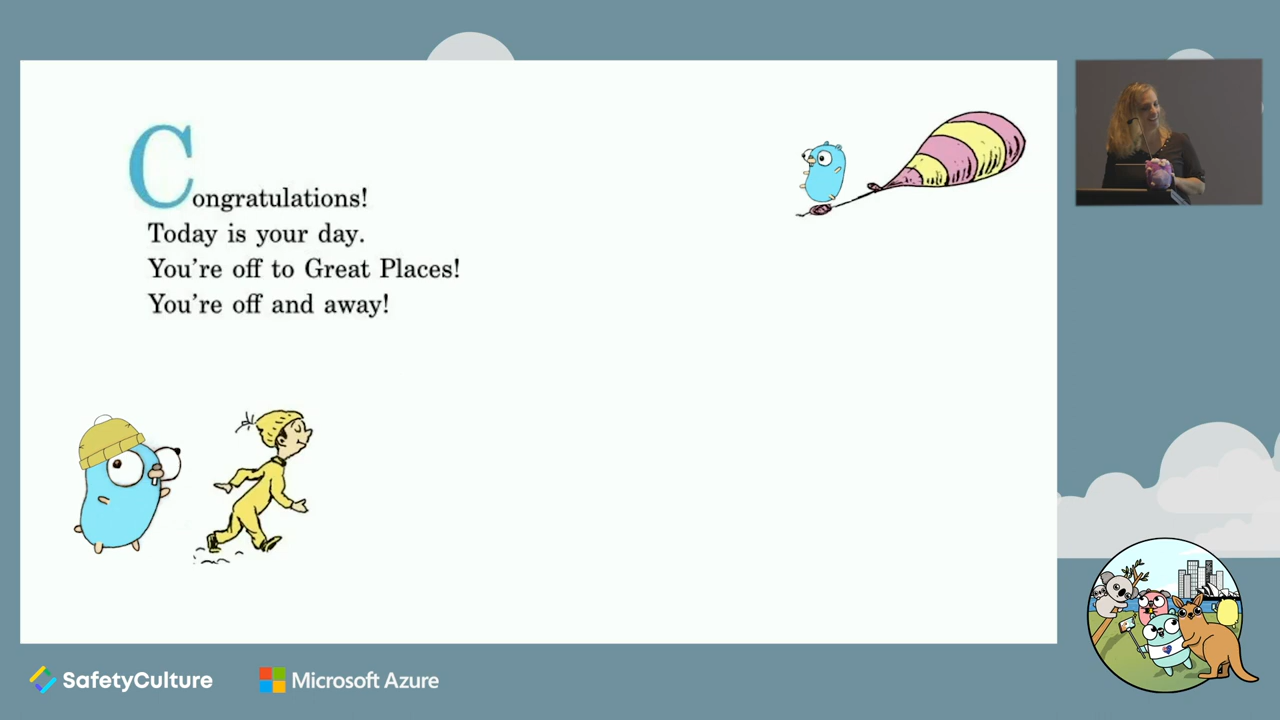 Congratulations!
Today is your day.
You're off to Great Places!
You're off and away!
SafetyCulture
Microsoft Azure